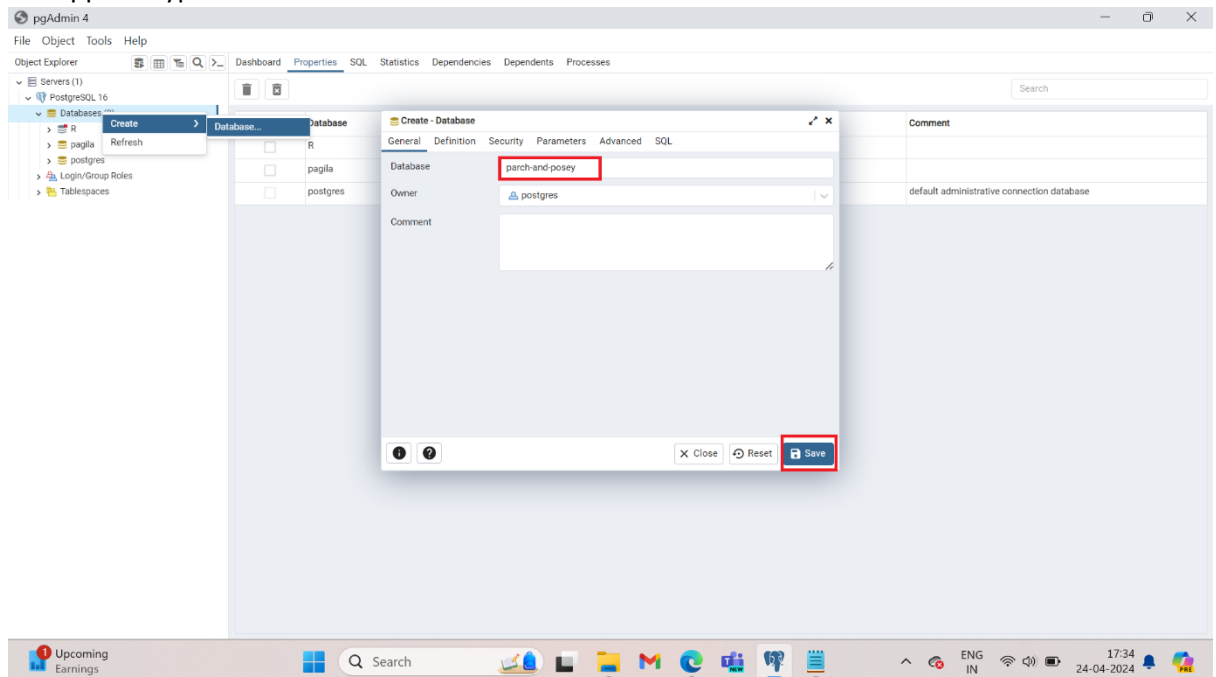 pgAdmin 4
File Object Tools Help
Object Explorer
Dashboard Properties SQL Statistics Dependencies Dependents Processes
Servers (1)
PostgreSQL 16
Databases
Create
Database...
Refresh
R
pagila
postgres
Login/Group Roles
Tablespaces
Search
Database
Comment
R
pagila
postgres
default administrative connection database
Create - Database
General Definition Security Parameters Advanced SQL
Database
parch-and-posey
Owner
postgres
Comment
Close
Reset
Save
1
Upcoming
Earnings
Search
NEW
ENG
IN
17:34
24-04-2024
PRE